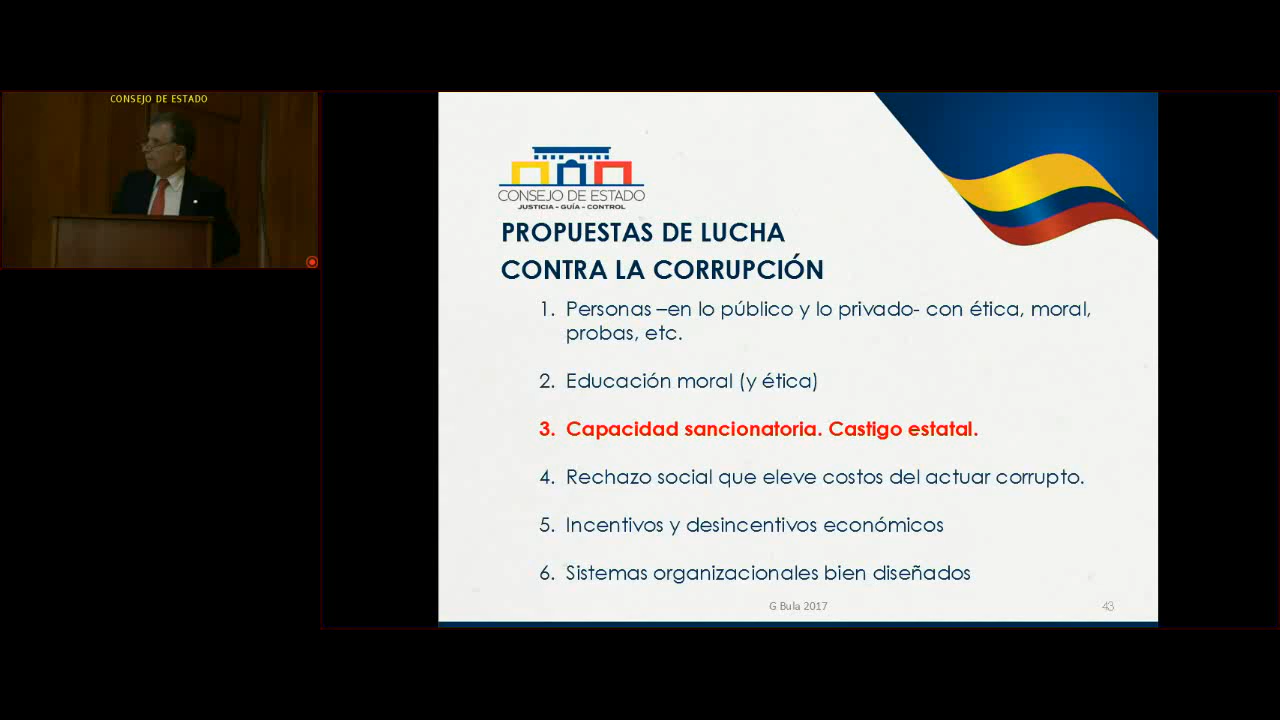 CONSEJO DE ESTADO
CONSEJO DE ESTADO
JUSTICIA - GUÍA - CONTROL
PROPUESTAS DE LUCHA
CONTRA LA CORRUPCIÓN
1. Personas –en lo público y lo privado- con ética, moral,
probas, etc.
2. Educación moral (y ética)
3. Capacidad sancionatoria. Castigo estatal.
4. Rechazo social que eleve costos del actuar corrupto.
5. Incentivos y desincentivos económicos
6. Sistemas organizacionales bien diseñados
G Bula 2017
43